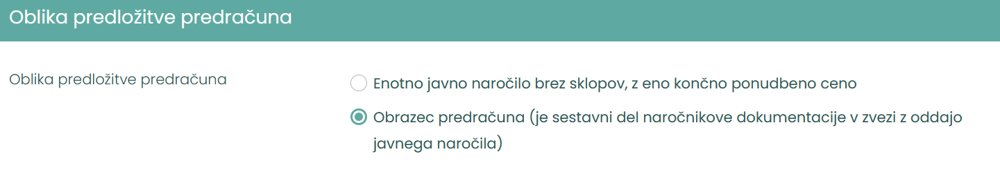 Oblika predložitve predračuna
Oblika predložitve predračuna
Enotno javno naročilo brez sklopov, z eno končno ponudbeno ceno
Obrazec predračuna (je sestavni del naročnikove dokumentacije v zvezi z oddajo
javnega naročila)